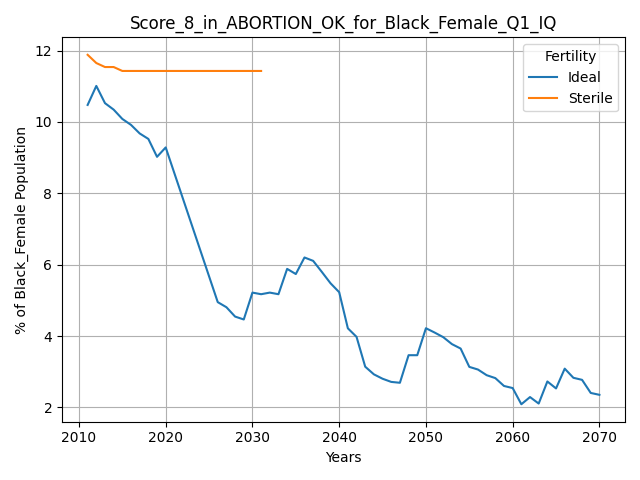 Score_8_in_ABORTION_OK_for_Black_Female_Q1_IQ
12
10
8
6
4
2
% of Black_Female Population
Fertility
Ideal
Sterile
2010 2020 2030 2040 2050 2060 2070
Years